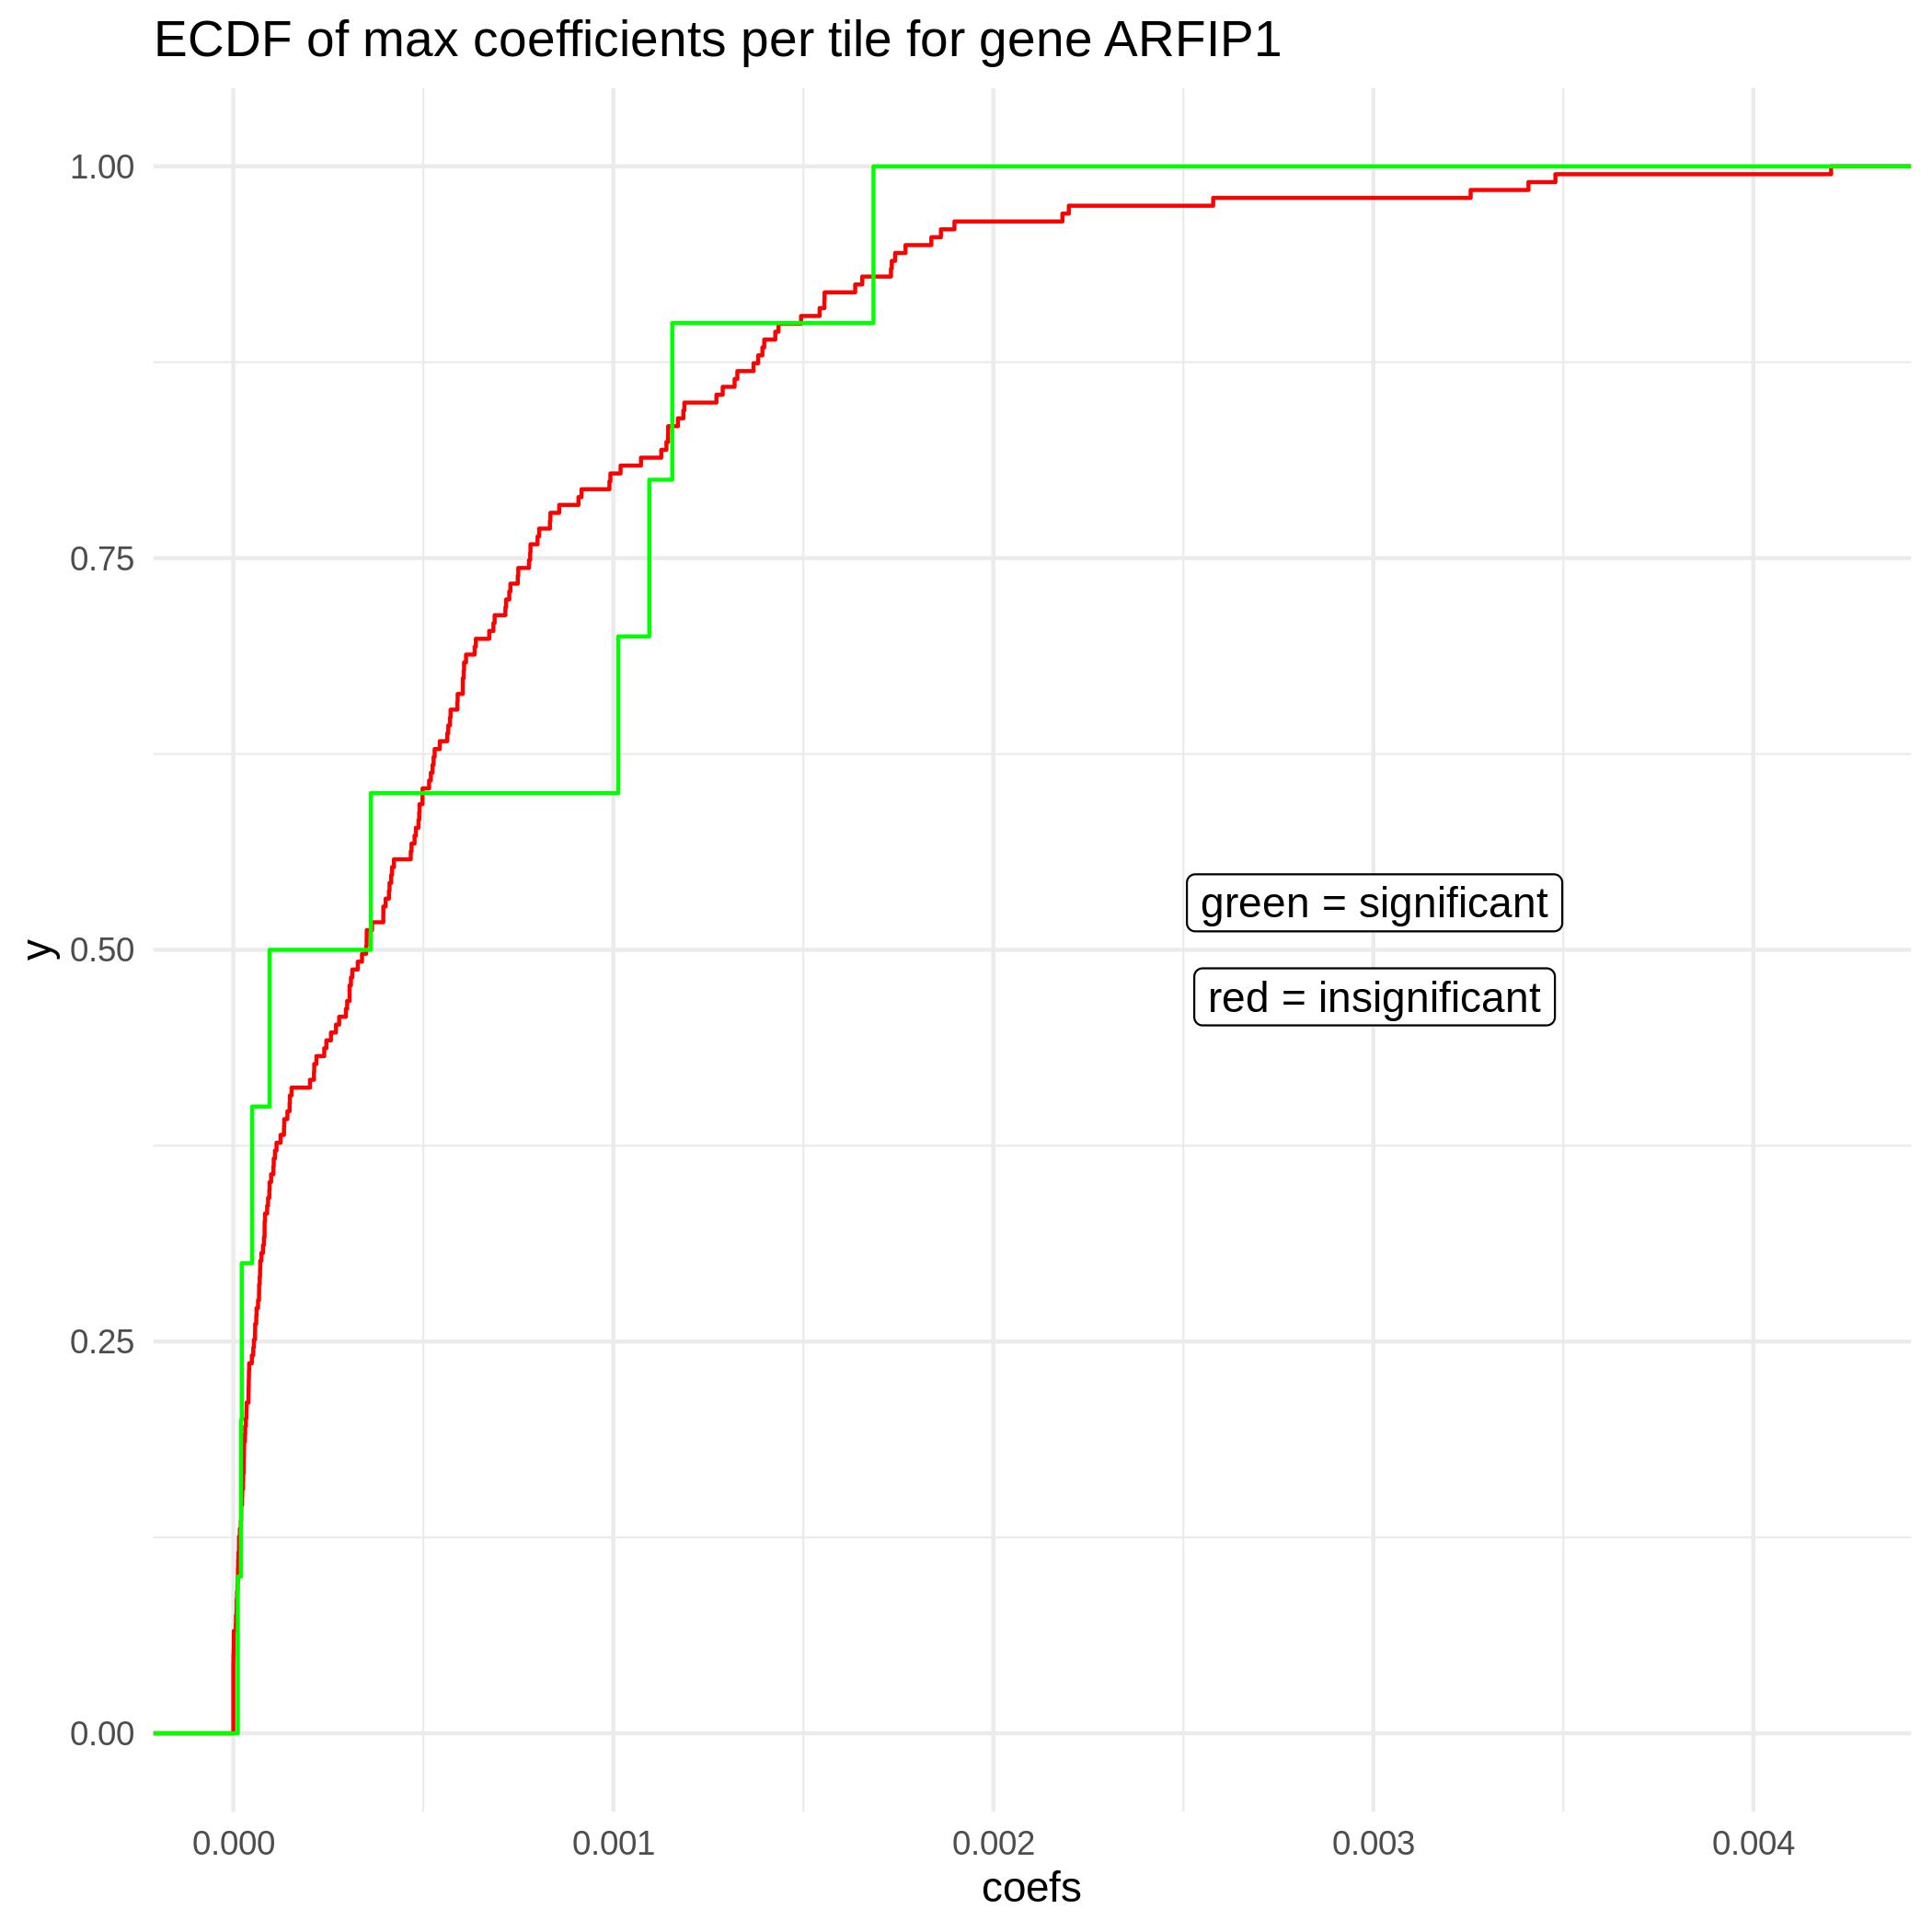 ECDF of max coefficients per tile for gene ARFIP1
1.00
0.75
0.50
0.25
0.00
y
green = significant
red = insignificant
0.000 0.001 0.002 0.003 0.004
coefs